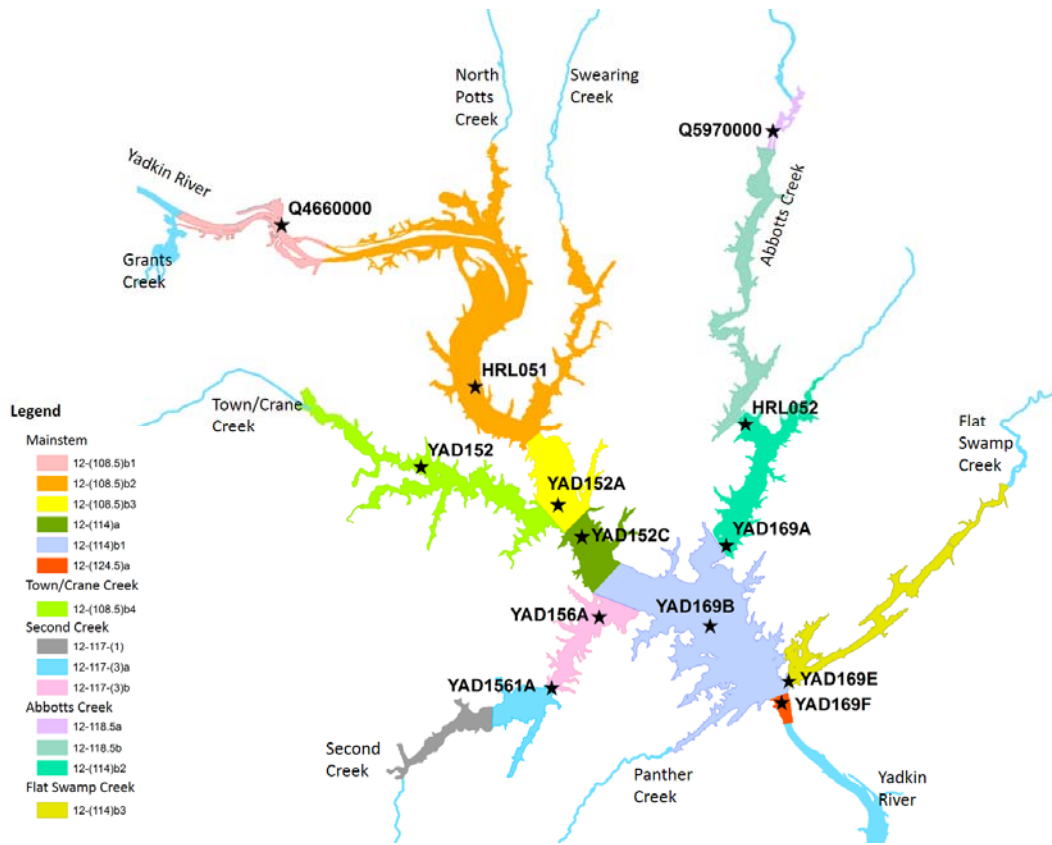 North
Potts
Creek
Swearing
Creek
Q5970000
Yadkin River
Q4660000
Abbotts Creek
Grants
Creek
HRL051
Town/Crane
Creek
HRL052
Flat
Swamp
Creek
YAD152
YAD152A
YAD152C
YAD169A
YAD156A
YAD169B
YAD1561A
YAD169E
YAD169F
Second
Creek
Panther
Creek
Yadkin
River
Legend
Mainstem
12-(108.5)b1
12-(108.5)b2
12-(108.5)b3
12-(114)a
12-(114)b1
12-(124.5)a
Town/Crane Creek
12-(108.5)b4
Second Creek
12-117-(1)
12-117-(3)a
12-117-(3)b
Abbotts Creek
12-118.5a
12-118.5b
12-(114)b2
Flat Swamp Creek
12-(114)b3